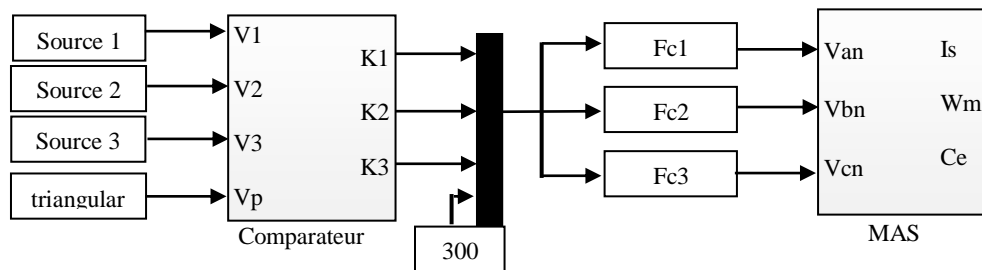 Source 1
Source 2
Source 3
triangular
V1
V2
V3
Vp
K1
K2
K3
Comparateur
300
Fc1
Fc2
Fc3
Van
Vbn
Vcn
Is
Wm
Ce
MAS